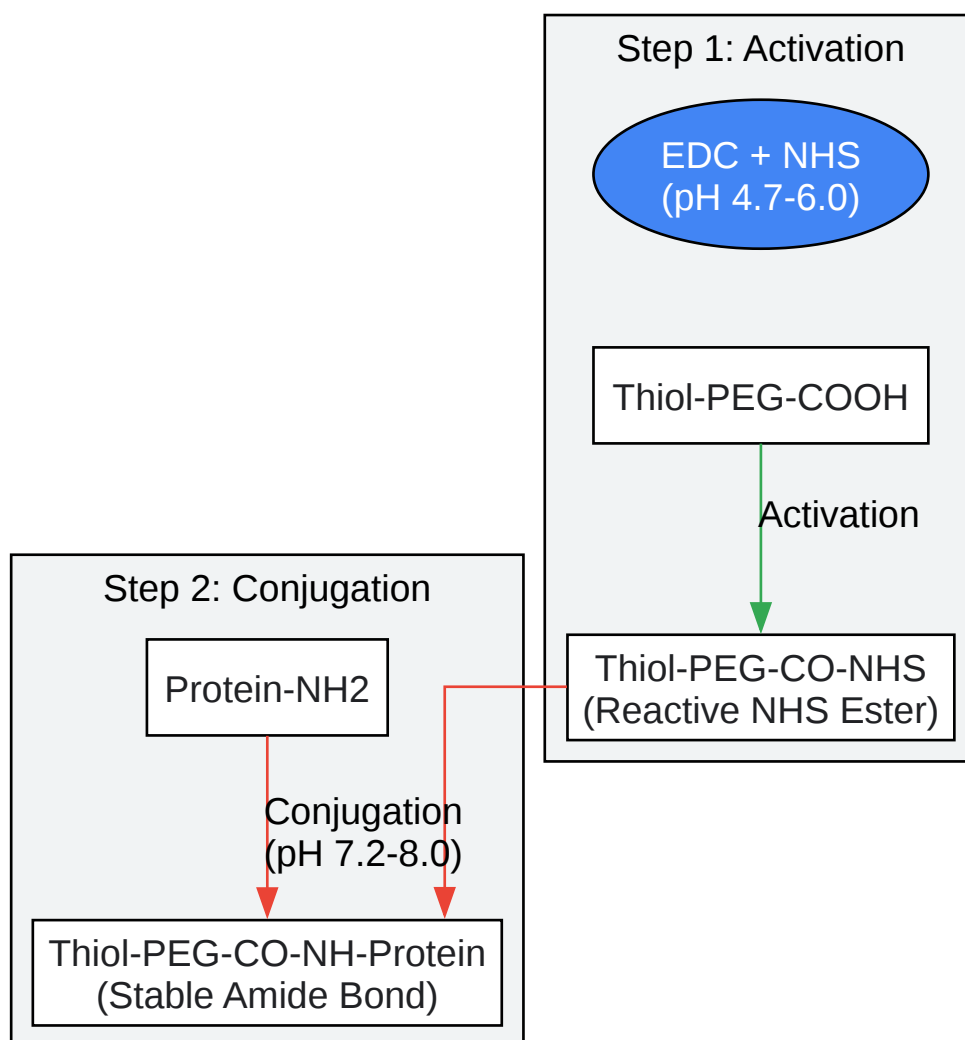 Step 1: Activation
EDC + NHS
(pH 4.7-6.0)
Thiol-PEG-COOH
Activation
Thiol-PEG-CO-NHS
(Reactive NHS Ester)
Step 2: Conjugation
Protein-NH2
Conjugation
(pH 7.2-8.0)
Thiol-PEG-CO-NH-Protein
(Stable Amide Bond)